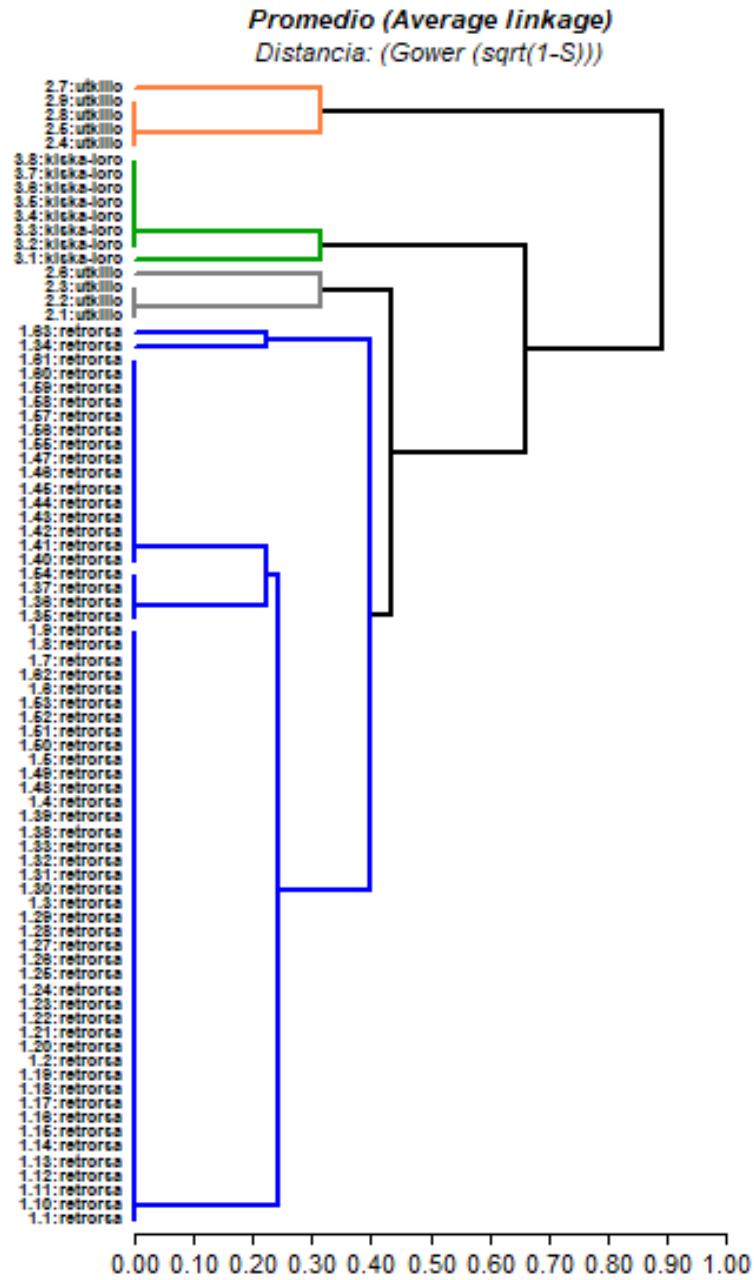 Promedio (Average linkage)
Distancia: (Gower (sqrt(1-S)))
2.7:utkillo
2.9:utkillo
2.8:utkillo
2.5:utkillo
2.4:utkillo
3.8:kiska-loro
3.7:kiska-loro
3.6:kiska-loro
3.5:kiska-loro
3.4:kiska-loro
3.3:kiska-loro
3.2:kiska-loro
3.1:kiska-loro
2.6:utkillo
2.3:utkillo
2.2:utkillo
2.1:utkillo
1.63:retrorsa
1.34:retrorsa
1.61:retrorsa
1.60:retrorsa
1.59:retrorsa
1.58:retrorsa
1.57:retrorsa
1.56:retrorsa
1.55:retrorsa
1.47:retrorsa
1.46:retrorsa
1.45:retrorsa
1.44:retrorsa
1.43:retrorsa
1.42:retrorsa
1.41:retrorsa
1.40:retrorsa
1.54:retrorsa
1.37:retrorsa
1.36:retrorsa
1.35:retrorsa
1.9:retrorsa
1.8:retrorsa
1.7:retrorsa
1.62:retrorsa
1.6:retrorsa
1.53:retrorsa
1.52:retrorsa
1.51:retrorsa
1.50:retrorsa
1.5:retrorsa
1.49:retrorsa
1.48:retrorsa
1.4:retrorsa
1.39:retrorsa
1.38:retrorsa
1.33:retrorsa
1.32:retrorsa
1.31:retrorsa
1.30:retrorsa
1.3:retrorsa
1.29:retrorsa
1.28:retrorsa
1.27:retrorsa
1.26:retrorsa
1.25:retrorsa
1.24:retrorsa
1.23:retrorsa
1.22:retrorsa
1.21:retrorsa
1.20:retrorsa
1.2:retrorsa
1.19:retrorsa
1.18:retrorsa
1.17:retrorsa
1.16:retrorsa
1.15:retrorsa
1.14:retrorsa
1.13:retrorsa
1.12:retrorsa
1.11:retrorsa
1.10:retrorsa
1.1:retrorsa
0.00 0.10 0.20 0.30 0.40 0.50 0.60 0.70 0.80 0.90 1.00